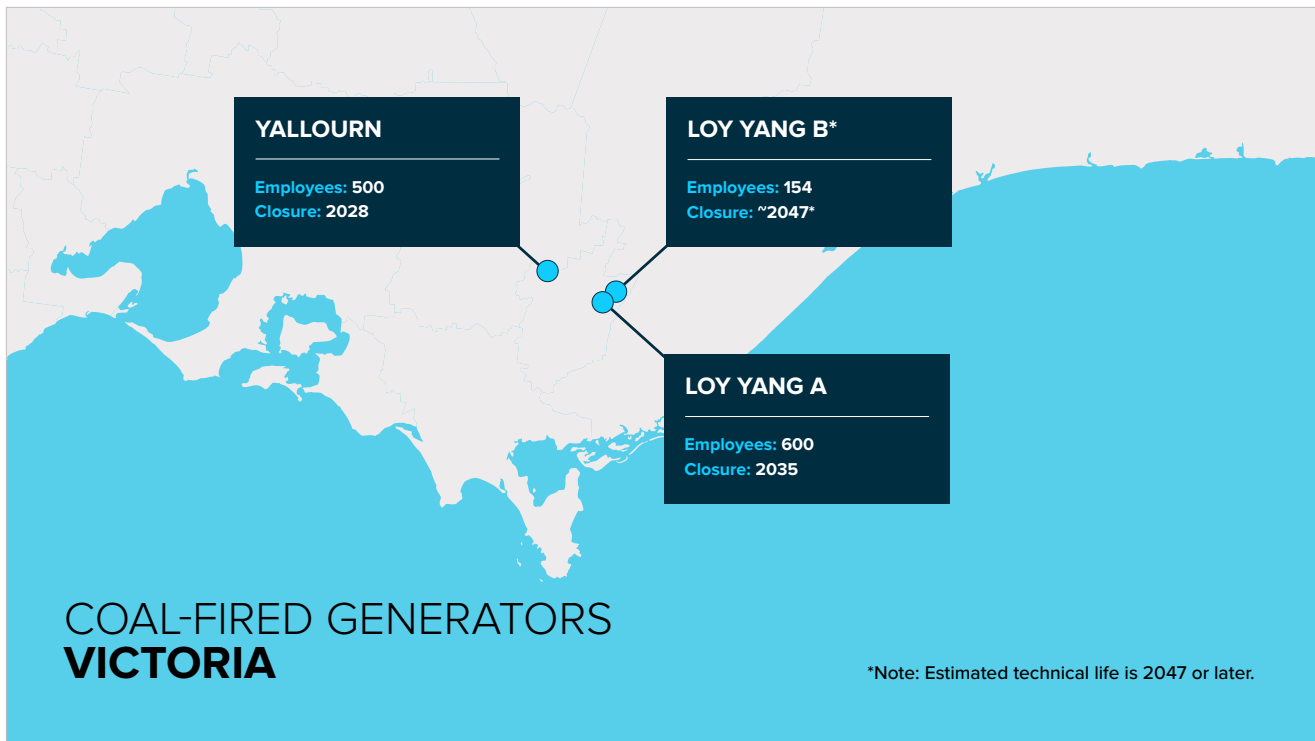 YALLOURN
Employees: 500
Closure: 2028
LOY YANG B*
Employees: 154
Closure: ~2047*
LOY YANG A
Employees: 600
Closure: 2035
COAL-FIRED GENERATORS
VICTORIA
*Note: Estimated technical life is 2047 or later.